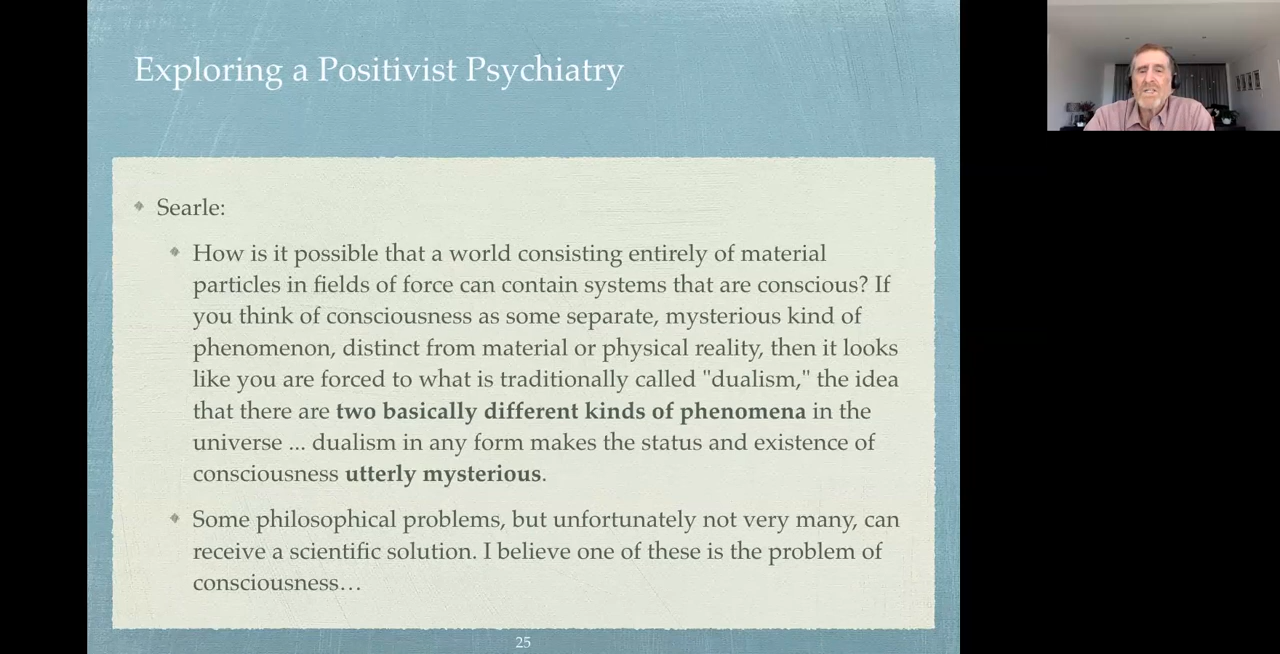 Exploring a Positivist Psychiatry
Searle:
How is it possible that a world consisting entirely of material
particles in fields of force can contain systems that are conscious? If
you think of consciousness as some separate, mysterious kind of
phenomenon, distinct from material or physical reality, then it looks
like you are forced to what is traditionally called "dualism," the idea
that there are two basically different kinds of phenomena in the
universe ... dualism in any form makes the status and existence of
consciousness utterly mysterious.
Some philosophical problems, but unfortunately not very many, can
receive a scientific solution. I believe one of these is the problem of
consciousness…
25